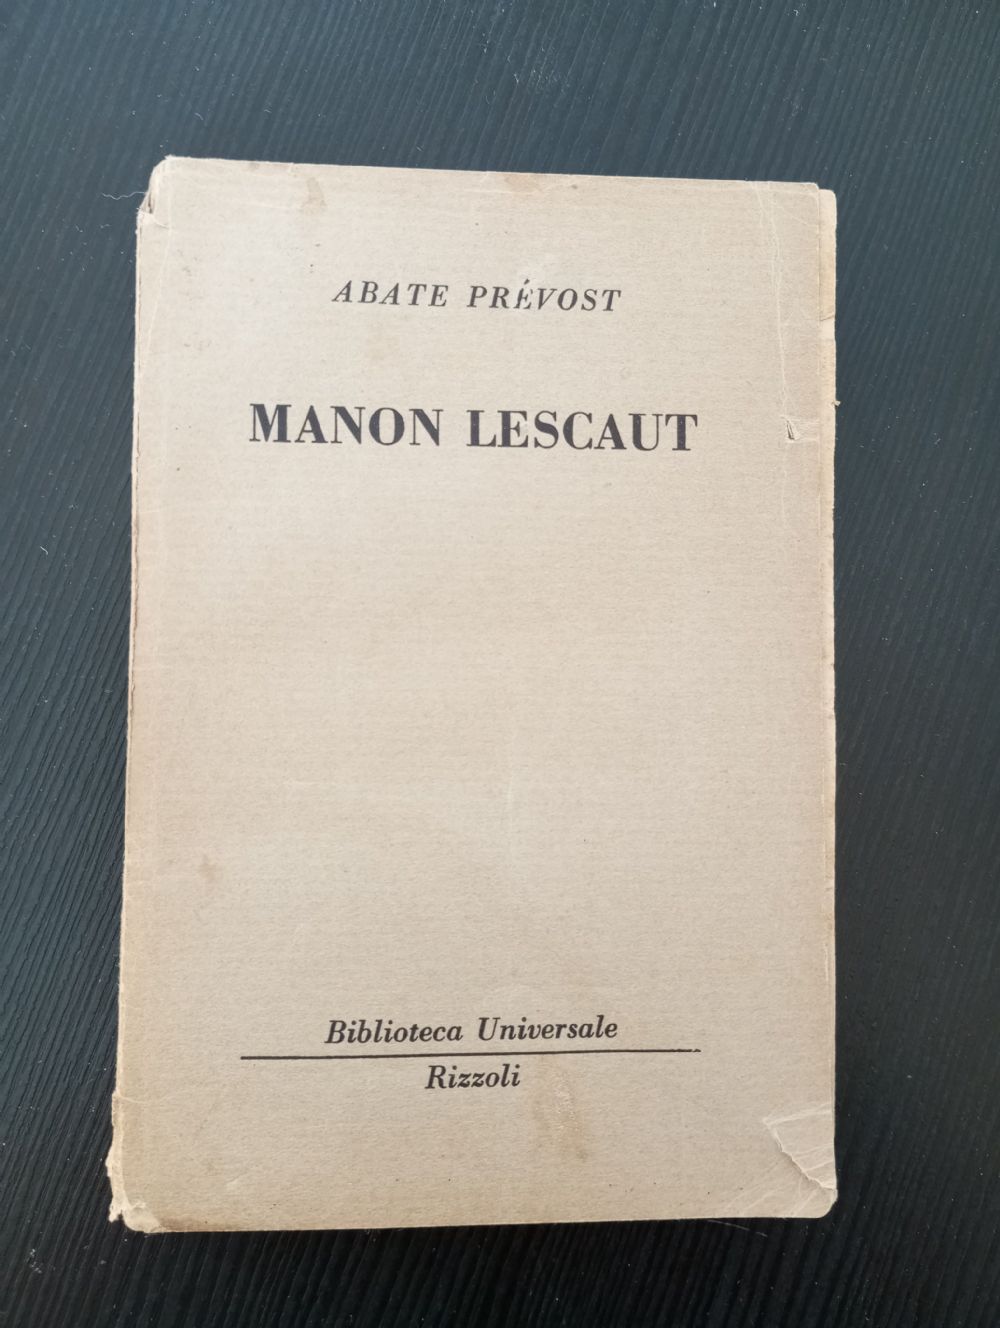 ABATE PRÉVOST
MANON LESCAUT
Biblioteca Universale
Rizzoli